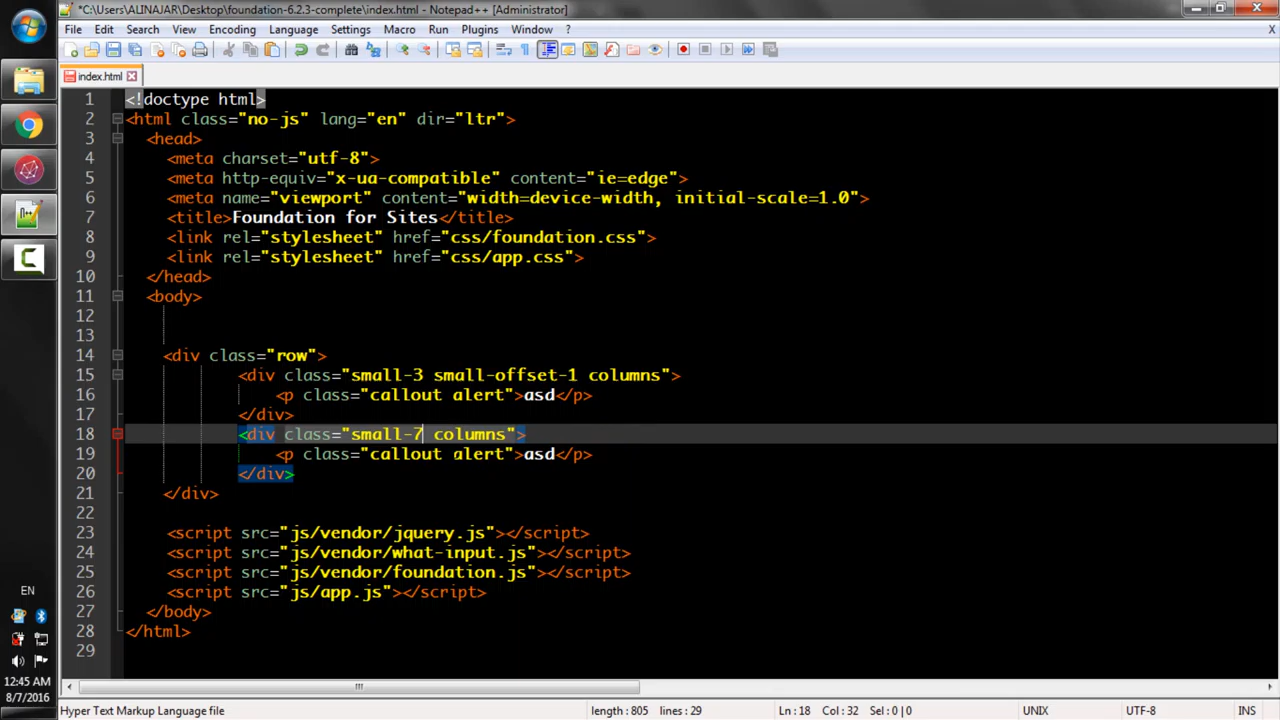 *C:\Users\ALINAJAR\Desktop\foundation-6.2.3-complete\index.html - Notepad++ [Administrator]
File Edit Search View Encoding Language Settings Macro Run Plugins Window ? X
index.html
1 <!doctype html>
2 <html class="no-js" lang="en" dir="ltr">
3 <head>
4 <meta charset="utf-8">
5 <meta http-equiv="x-ua-compatible" content="ie=edge">
6 <meta name="viewport" content="width=device-width, initial-scale=1.0">
7 <title>Foundation for Sites</title>
8 <link rel="stylesheet" href="css/foundation.css">
9 <link rel="stylesheet" href="css/app.css">
10 </head>
11 <body>
12
13
14 <div class="row">
15 <div class="small-3 small-offset-1 columns">
16 <p class="callout alert">asd</p>
17 </div>
18 <div class="small-7 columns">
19 <p class="callout alert">asd</p>
20 </div>
21 </div>
22
23 <script src="js/vendor/jquery.js"></script>
24 <script src="js/vendor/what-input.js"></script>
25 <script src="js/vendor/foundation.js"></script>
26 <script src="js/app.js"></script>
27 </body>
28 </html>
29
EN
12:45 AM
8/7/2016
Hyper Text Markup Language file length : 805 lines : 29 Ln : 18 Col : 32 Sel : 0 | 0 UNIX UTF-8 INS